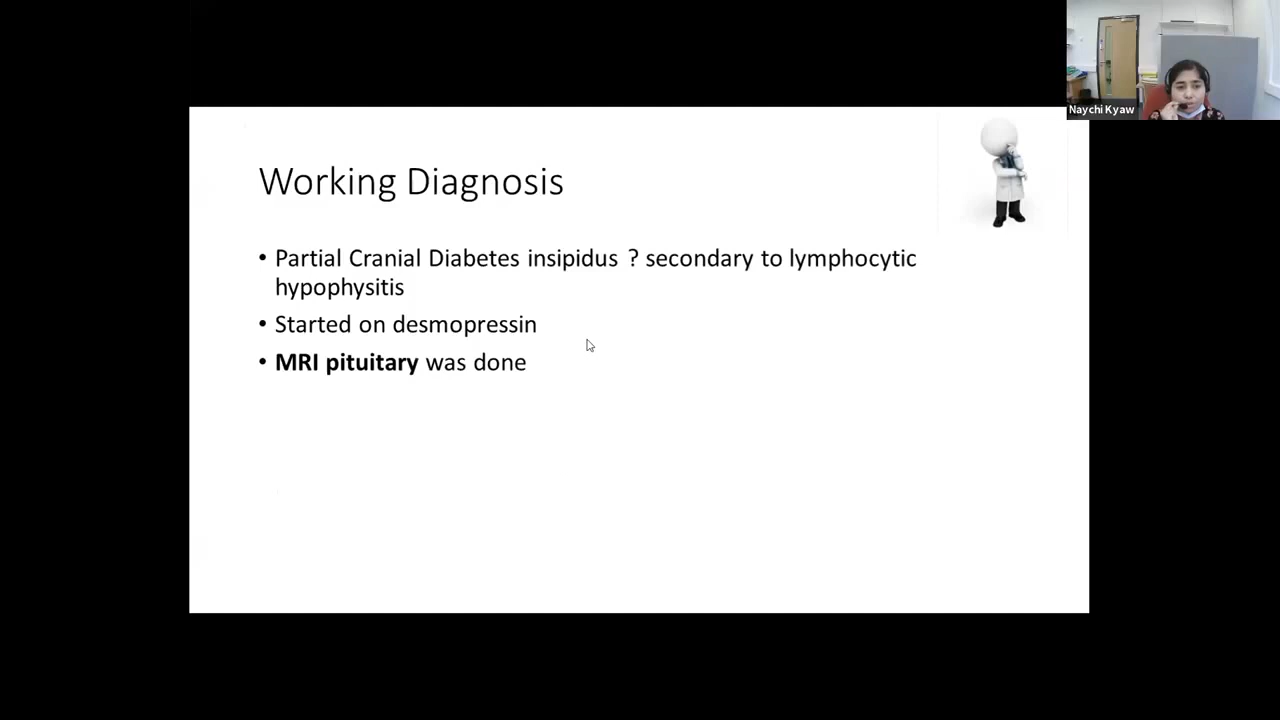 Naychi Kyaw
Working Diagnosis
• Partial Cranial Diabetes insipidus ? secondary to lymphocytic
hypophysitis
• Started on desmopressin
• MRI pituitary was done